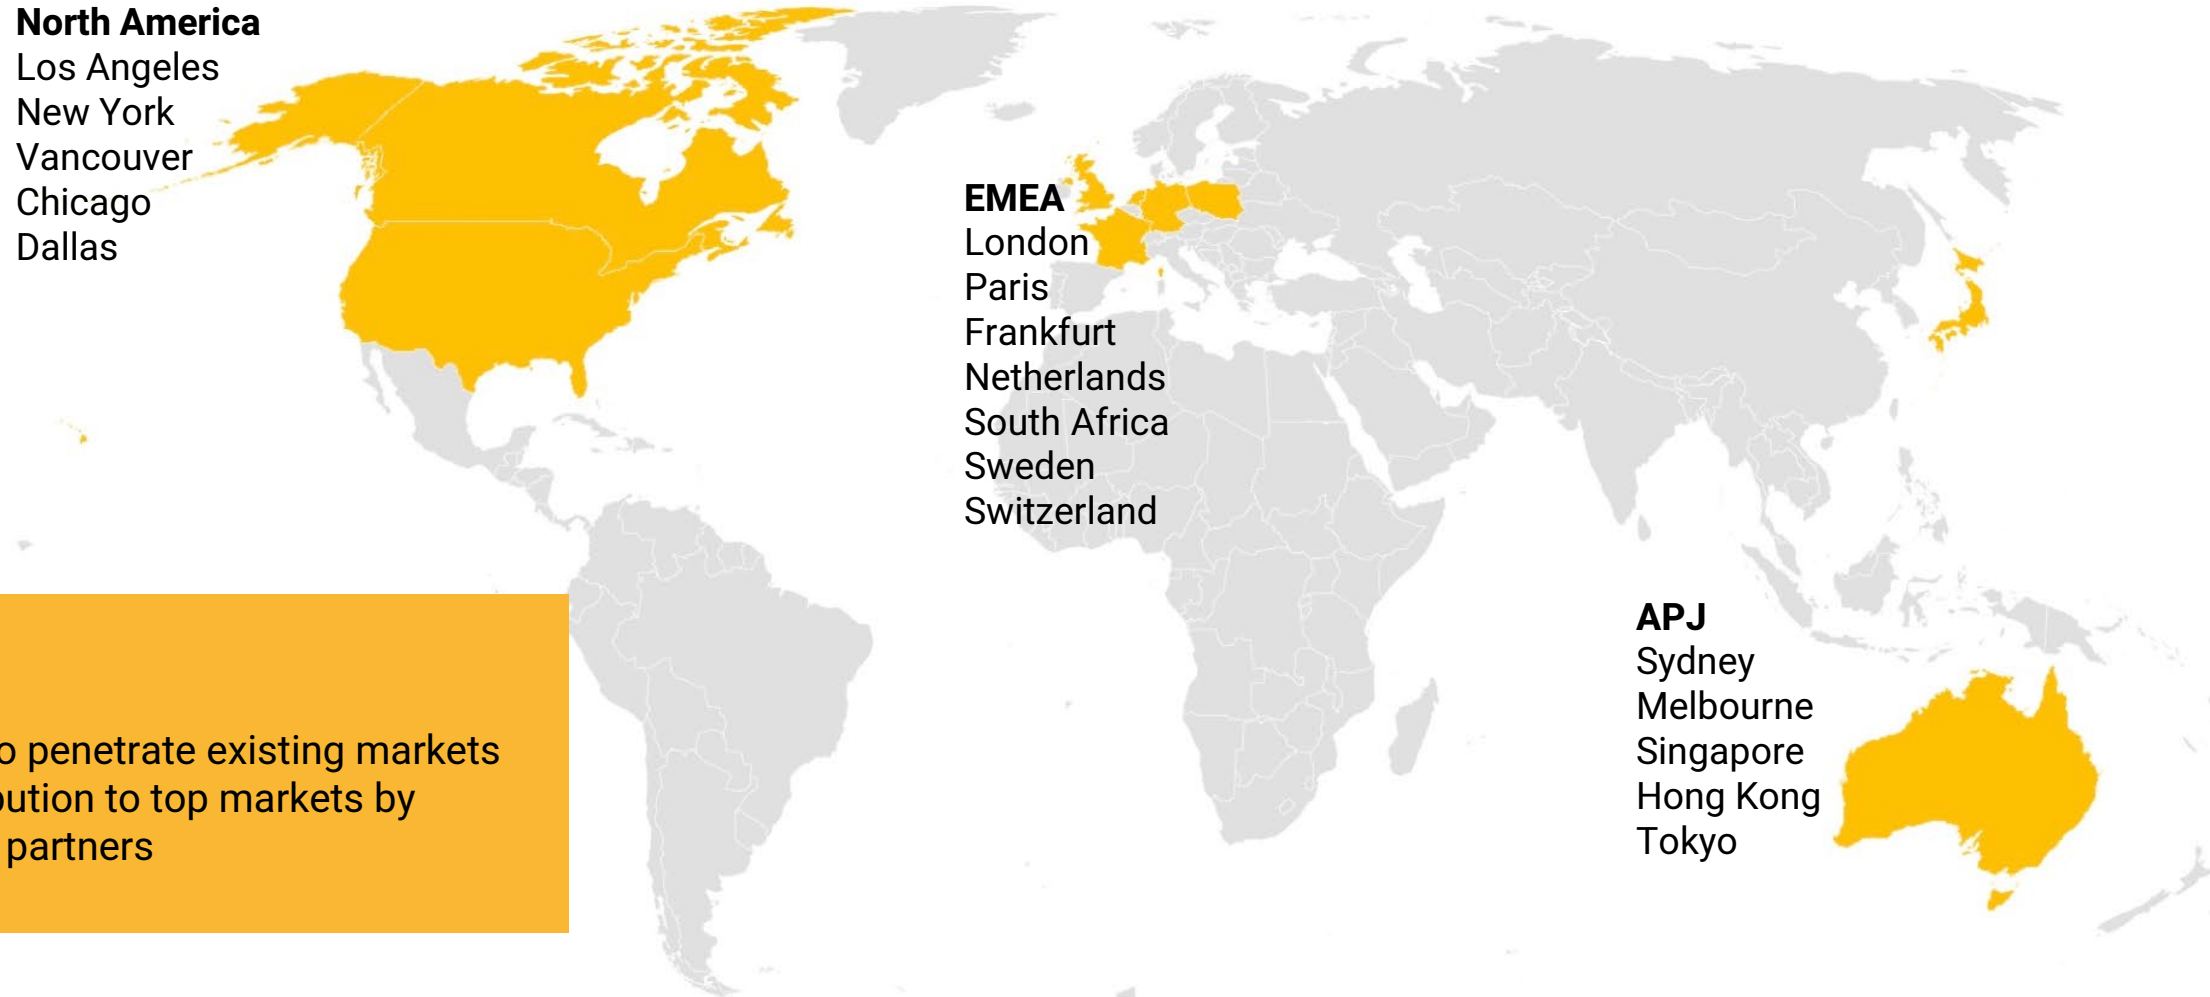 North America
Los Angeles
New York
Vancouver
Chicago
Dallas
EMEA
London
Paris
Frankfurt
Netherlands
South Africa
Sweden
Switzerland
APJ
Sydney
Melbourne
Singapore
Hong Kong
Tokyo
penetrate existing markets
to top markets by
partners